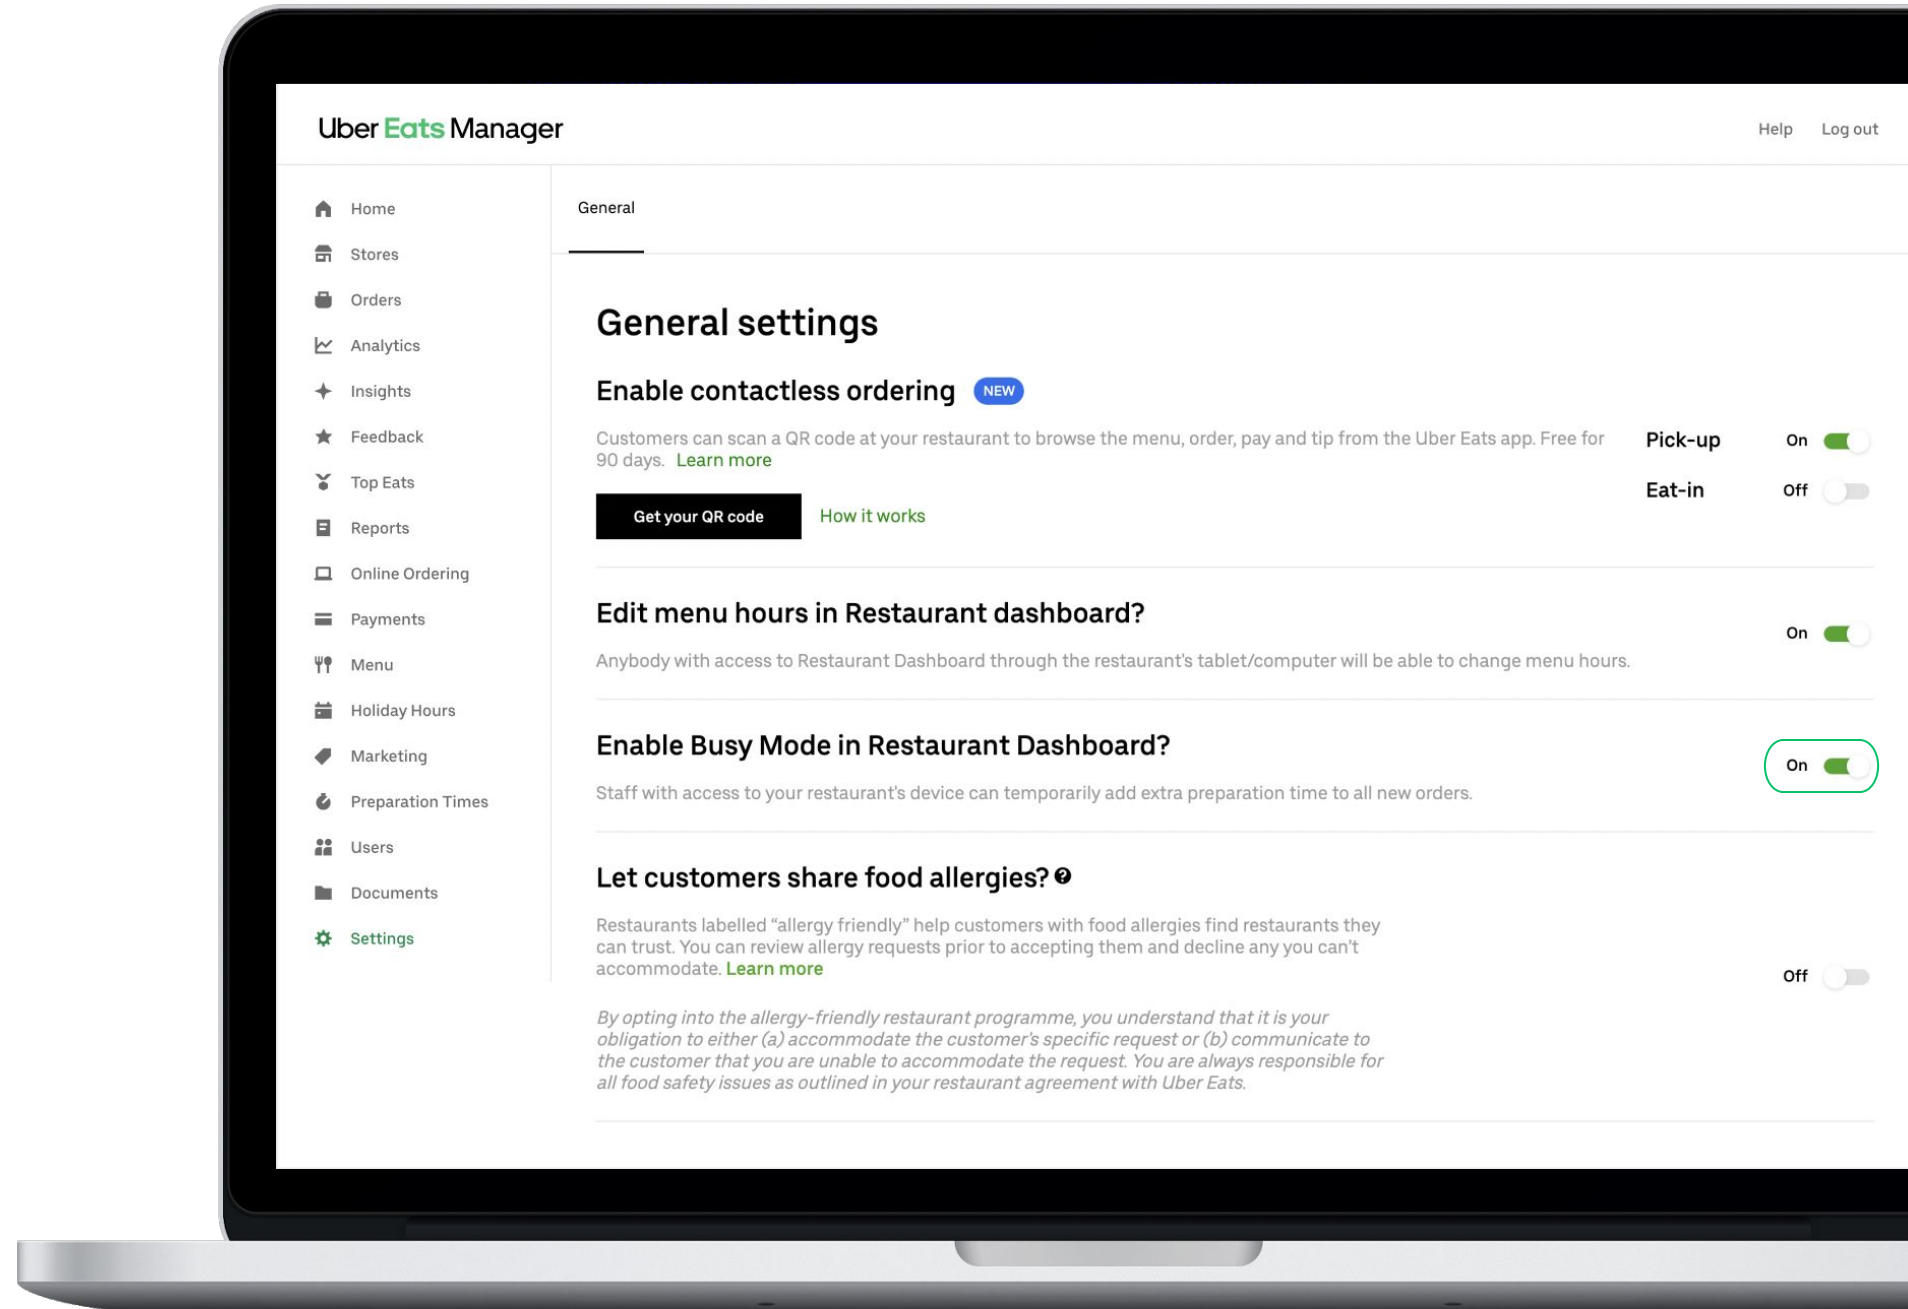 Uber Eats Manager
Help
Log out
Home
Stores
Orders
Analytics
Insights
Feedback
Top Eats
Reports
Online Ordering
Payments
Menu
Holiday Hours
Marketing
Preparation Times
Users
Documents
Settings
General
General settings
Enable contactless ordering NEW
Customers can scan a QR code at your restaurant to browse the menu, order, pay and tip from the Uber Eats app. Free for
90 days. Learn more
Get your QR code How it works
Pick-up On
Eat-in Off
Edit menu hours in Restaurant dashboard?
Anybody with access to Restaurant Dashboard through the restaurant's tablet/computer will be able to change menu hours.
On
Enable Busy Mode in Restaurant Dashboard?
Staff with access to your restaurant's device can temporarily add extra preparation time to all new orders.
On
Let customers share food allergies?
Restaurants labelled “allergy friendly” help customers with food allergies find restaurants they
can trust. You can review allergy requests prior to accepting them and decline any you can't
accommodate. Learn more
By opting into the allergy-friendly restaurant programme, you understand that it is your
obligation to either (a) accommodate the customer's specific request or (b) communicate to
the customer that you are unable to accommodate the request. You are always responsible for
all food safety issues as outlined in your restaurant agreement with Uber Eats.
Off